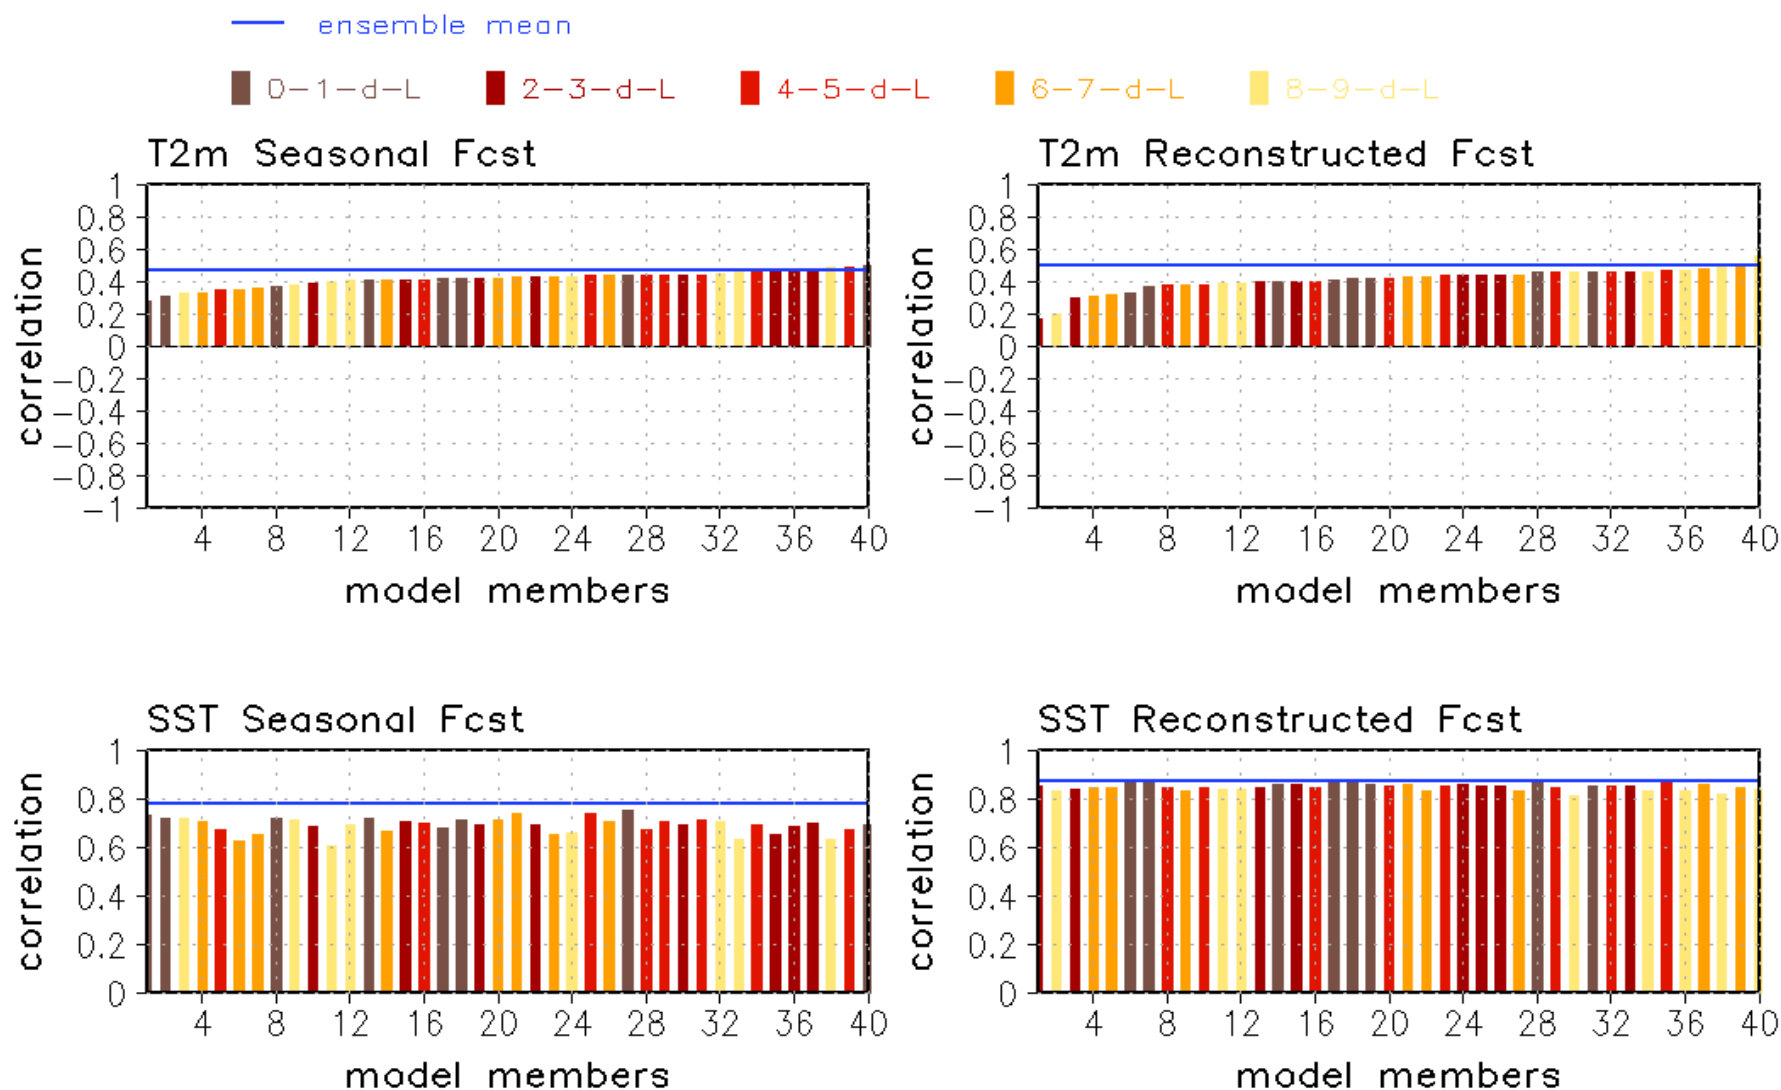 ensemble mean
0-1-d-L 2-3-d-L 4-5-d-L 6-7-d-L 8-9-d-L
T2m Seasonal Fcst
correlation
1
0.8
0.6
0.4
0.2
0
-0.2
-0.4
-0.6
-0.8
-1
4 8 12 16 20 24 28 32 36 40
model members
T2m Reconstructed Fcst
correlation
1
0.8
0.6
0.4
0.2
0
-0.2
-0.4
-0.6
-0.8
-1
4 8 12 16 20 24 28 32 36 40
model members
SST Seasonal Fcst
correlation
1
0.8
0.6
0.4
0.2
0
4 8 12 16 20 24 28 32 36 40
model members
SST Reconstructed Fcst
correlation
1
0.8
0.6
0.4
0.2
0
4 8 12 16 20 24 28 32 36 40
model members